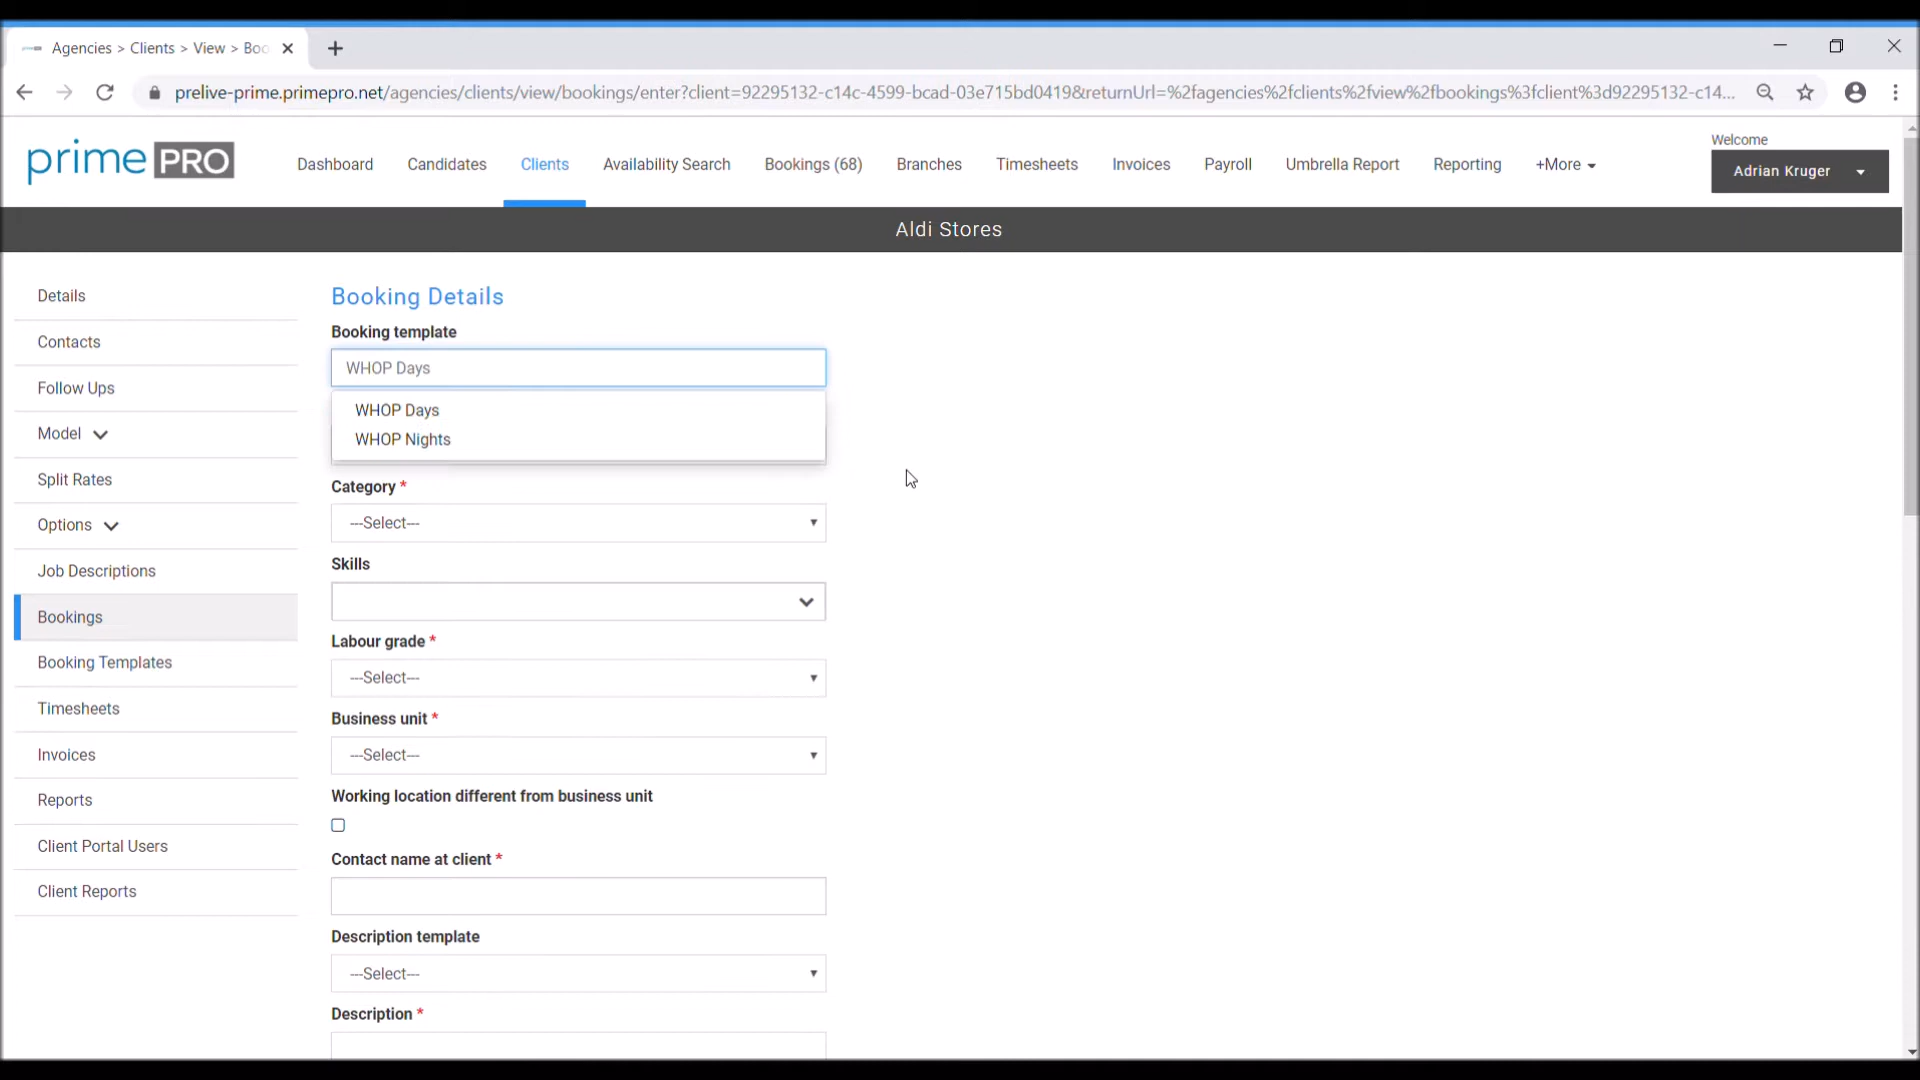 Agencies > Clients > View > Boo
prelive-prime.primepro.net/agencies/clients/view/bookings/enter?client=92295132-c14c-4599-bcad-03e715bd0419&returnUrl=%2fagencies%2fclients%2fview%2fbookings%3fclient%3d92295132-c14...
prime PRO
Dashboard
Candidates
Clients
Availability Search
Bookings (68)
Branches
Timesheets
Invoices
Payroll
Umbrella Report
Reporting
+More
Welcome
Adrian Kruger
Aldi Stores
Details
Contacts
Follow Ups
Model
Split Rates
Options
Job Descriptions
Bookings
Booking Templates
Timesheets
Invoices
Reports
Client Portal Users
Client Reports
Booking Details
Booking template
WHOP Days
WHOP Days
WHOP Nights
Category *
---Select---
Skills
Labour grade *
---Select---
Business unit *
---Select---
Working location different from business unit
Contact name at client *
Description template
---Select---
Description *